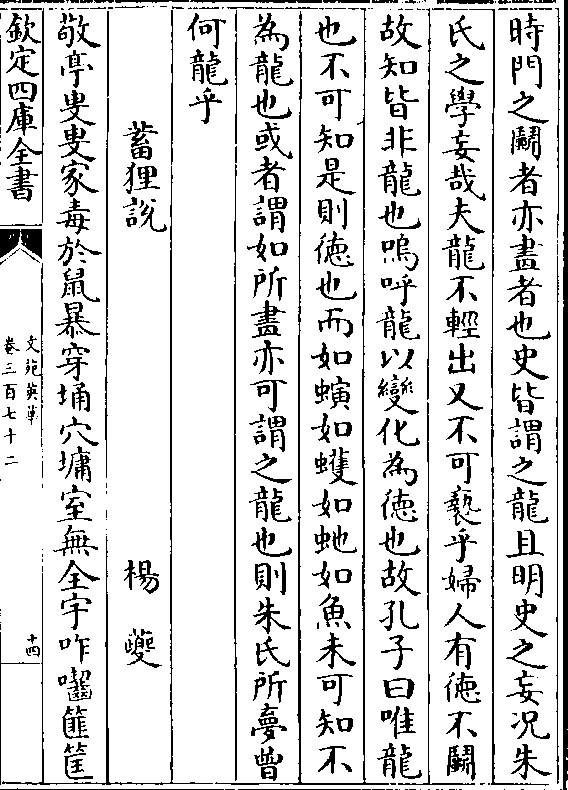 時門之鬭者亦畫者也史皆謂之龍且明史之妄况朱
氏之學妄哉夫龍不輕出又不可褻乎婦人有徳不鬭
故知皆非龍也嗚呼龍以變化為徳也故孔子曰唯龍
也不可知是則徳也而如螾如蠖如虵如魚未可知不
為龍也或者謂如所畫亦可謂之龍也則朱氏所夢曾
何龍乎
蓄狸說
楊夔
敬亭叟叟家毒於鼠暴穿埇穴墉室無全宇咋囓篚筐
欽定四庫全書
文苑英華
卷三百七十二
十四